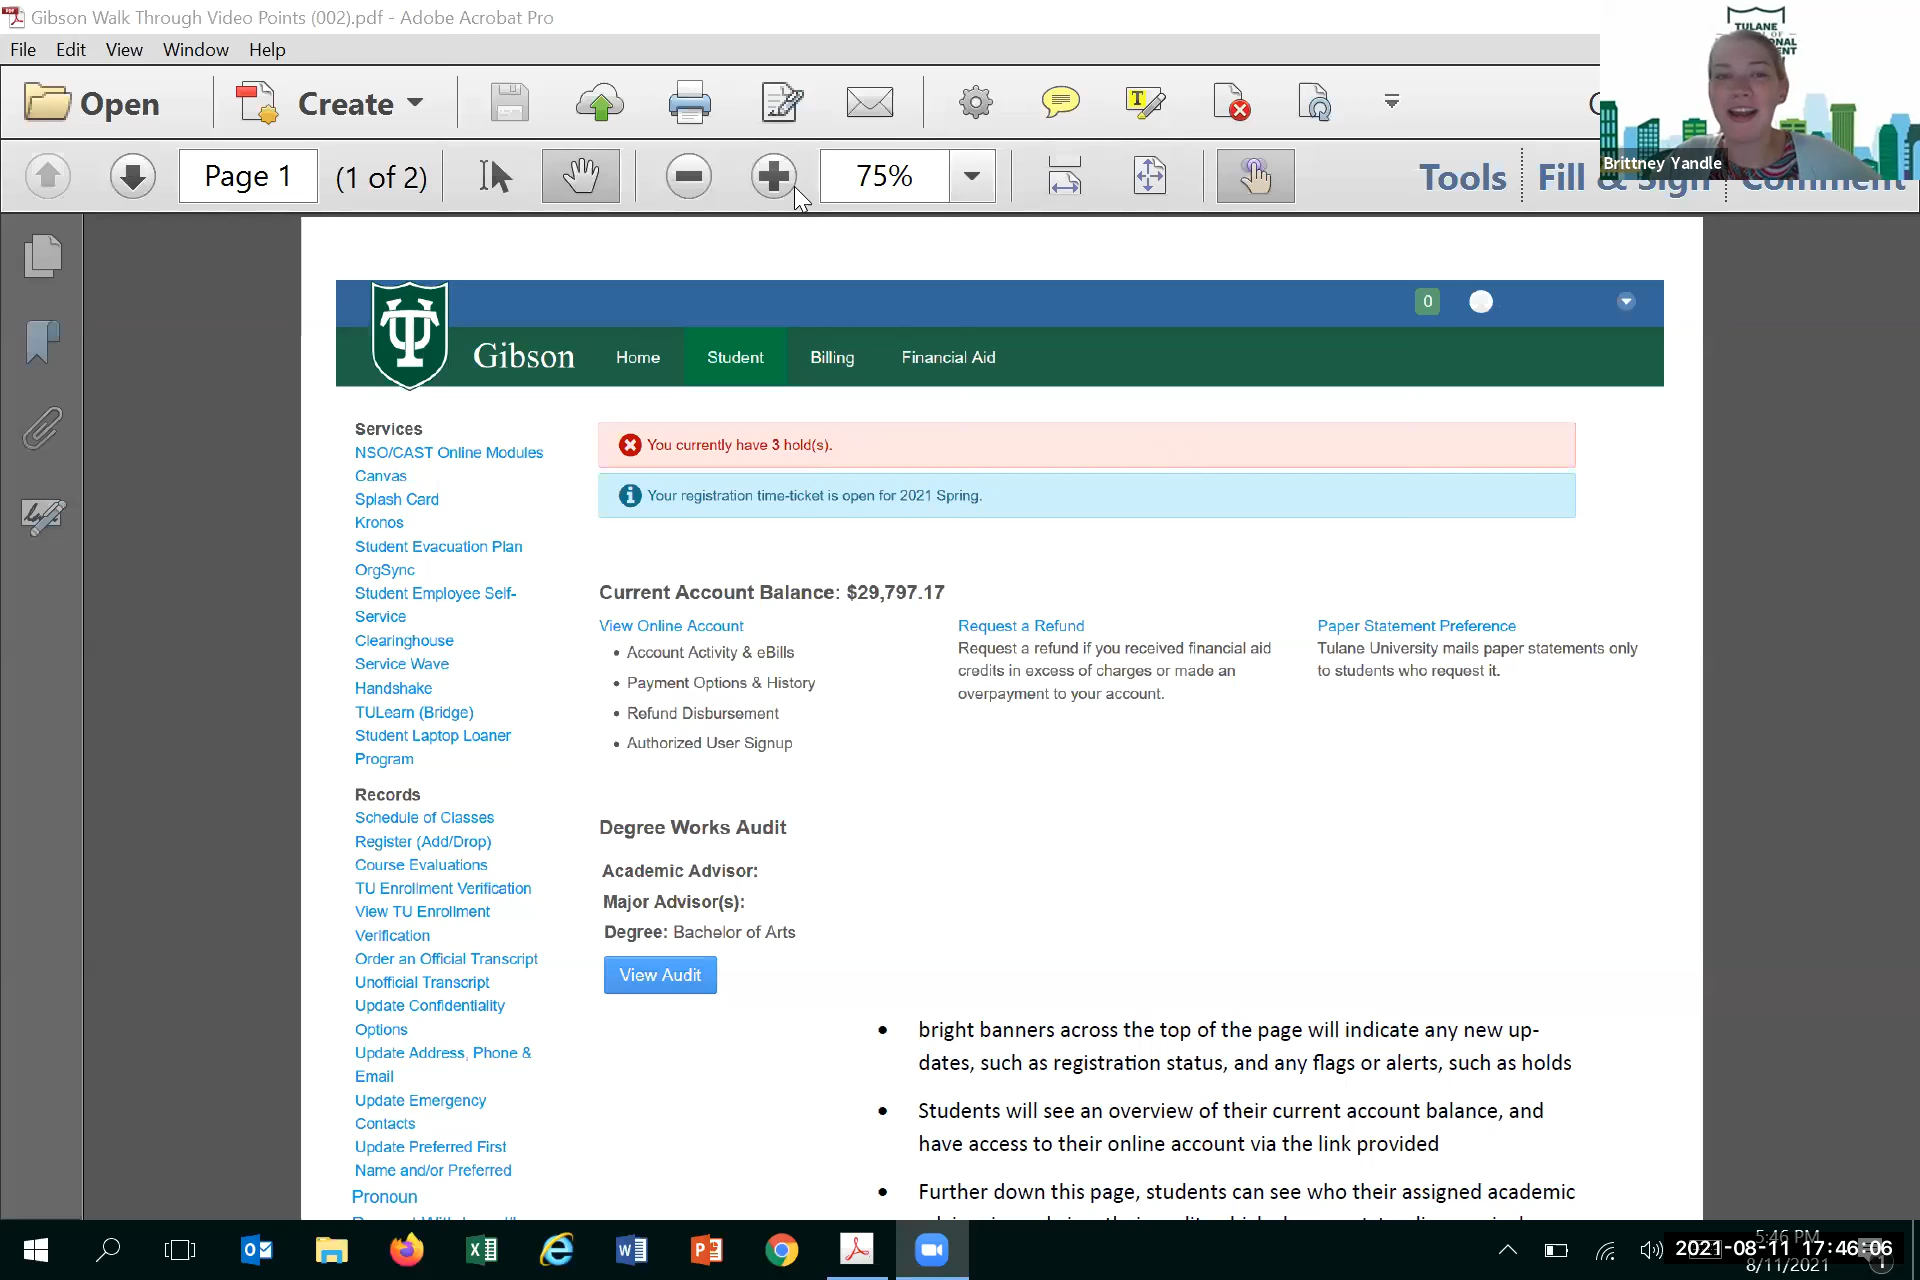 Gibson Walk Through Video Points (002).pdf - Adobe Acrobat Pro
File Edit View Window Help
Open Create
Page 1 (1 of 2) 75% Tools Fill & Sign Comment
TULANE
Brittney Yandle
Gibson Home Student Billing Financial Aid
0
Services
NSO/CAST Online Modules
Canvas
Splash Card
Kronos
Student Evacuation Plan
OrgSync
Student Employee Self-
Service
Clearinghouse
Service Wave
Handshake
TULearn (Bridge)
Student Laptop Loaner
Program
Records
Schedule of Classes
Register (Add/Drop)
Course Evaluations
TU Enrollment Verification
View TU Enrollment
Verification
Order an Official Transcript
Unofficial Transcript
Update Confidentiality
Options
Update Address, Phone &
Email
Update Emergency
Contacts
Update Preferred First
Name and/or Preferred
Pronoun
You currently have 3 hold(s).
Your registration time-ticket is open for 2021 Spring.
Current Account Balance: $29,797.17
View Online Account
• Account Activity & eBills
• Payment Options & History
• Refund Disbursement
• Authorized User Signup
Request a Refund
Request a refund if you received financial aid
credits in excess of charges or made an
overpayment to your account.
Paper Statement Preference
Tulane University mails paper statements only
to students who request it.
Degree Works Audit
Academic Advisor:
Major Advisor(s):
Degree: Bachelor of Arts
View Audit
• bright banners across the top of the page will indicate any new up-
dates, such as registration status, and any flags or alerts, such as holds
• Students will see an overview of their current account balance, and
have access to their online account via the link provided
• Further down this page, students can see who their assigned academic
5:46 PM
2021-08-11 17:46:06
8/11/2021